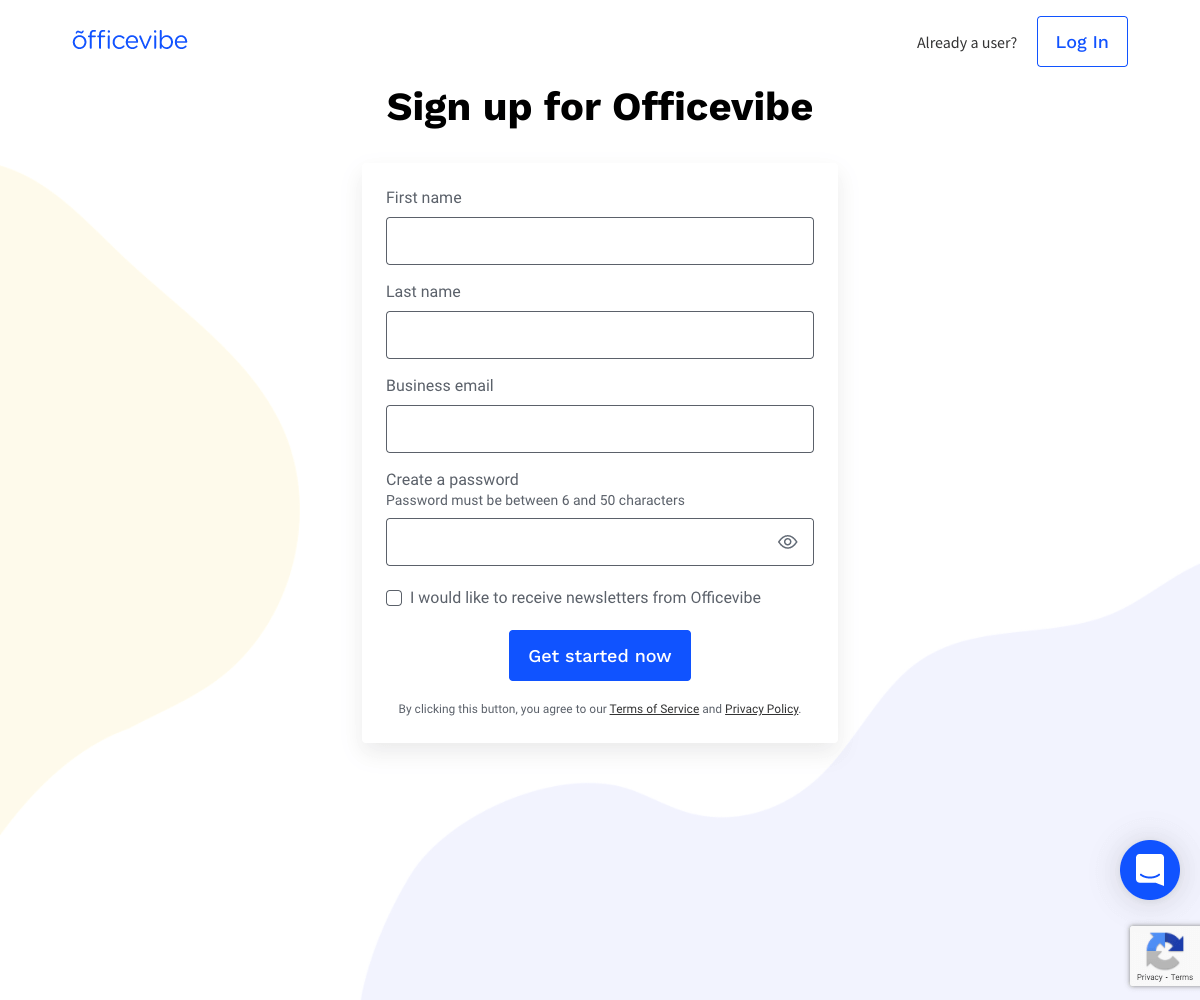 õfficevibe
Already a user?
Log In
Sign up for Officevibe
First name
Last name
Business email
Create a password
Password must be between 6 and 50 characters
I would like to receive newsletters from Officevibe
Get started now
By clicking this button, you agree to our Terms of Service and Privacy Policy.
Privacy - Terms